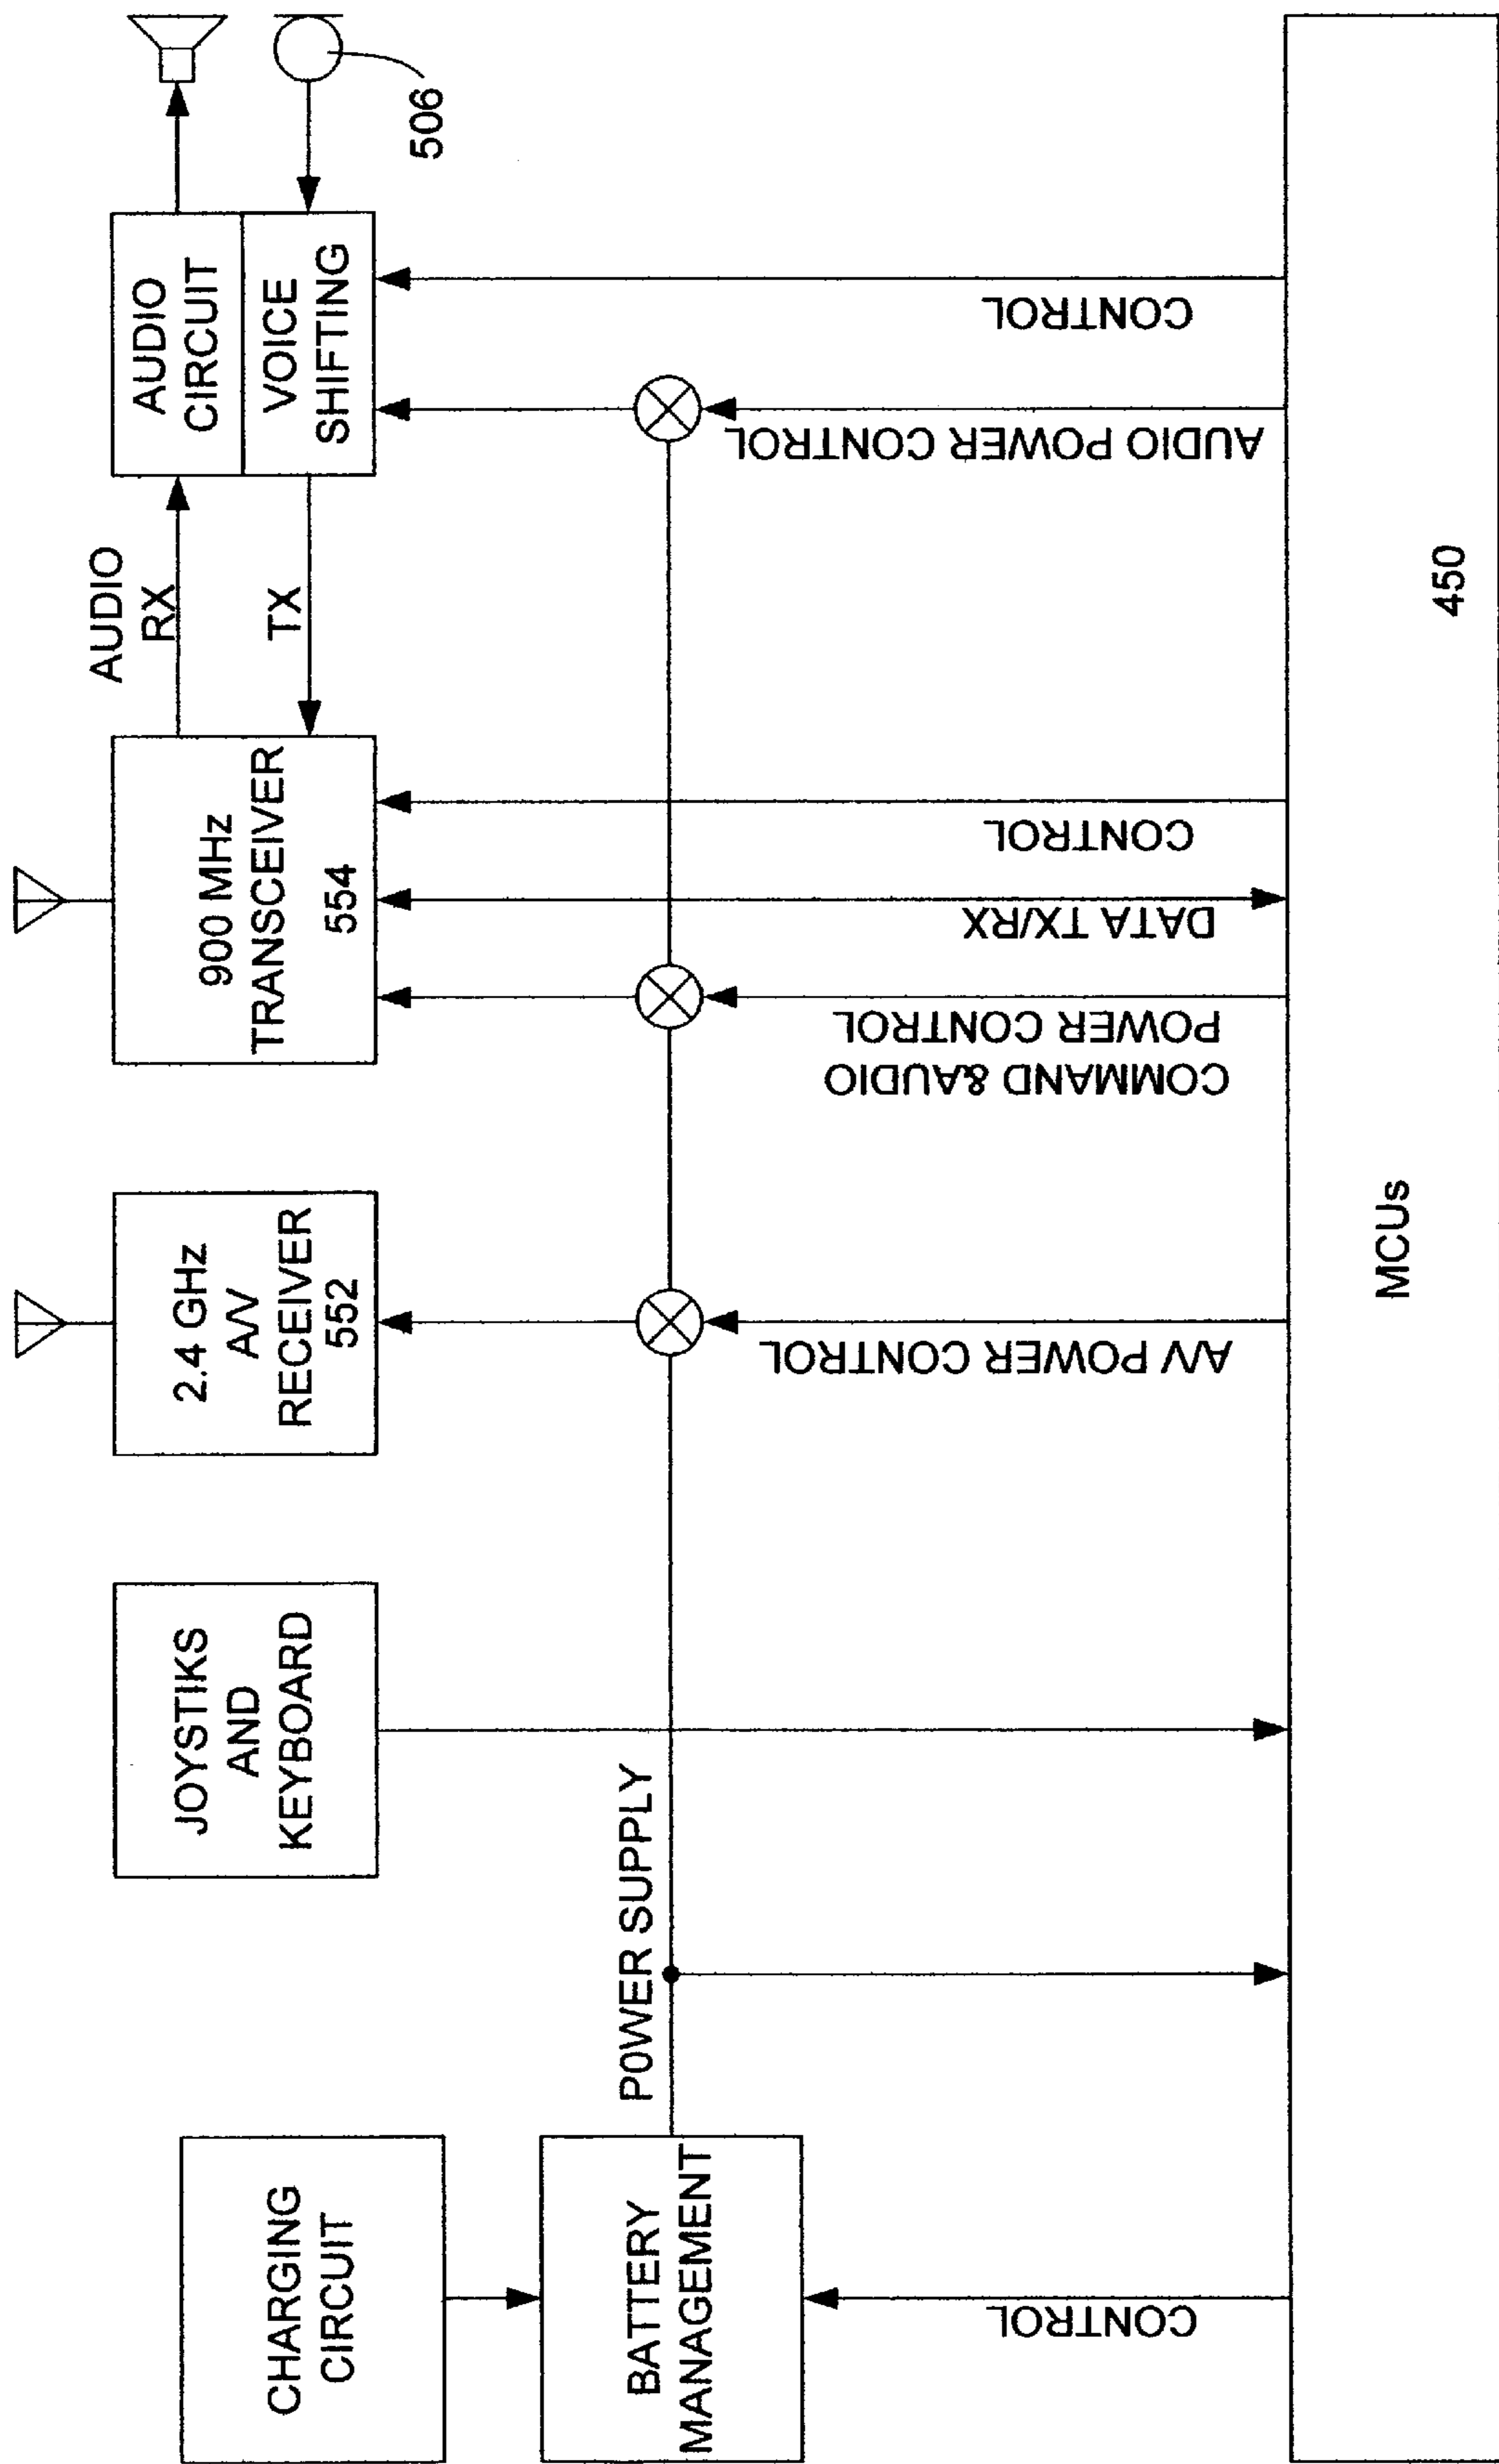 CHARGING
CIRCUIT
BATTERY
MANAGEMENT
CONTROL
P0WER SUPPLY
JOYSTIKS
AND
KEYBOARD
2.4 GHz
A/V
RECEIVER
552
A/V POWER CONTROL
900 MHz
TRANSCEIVER
554
COMMAND &AUDIO
POWER CONTROL
DATA TX/RX
CONTROL
AUDIO
RX
TX
AUDIO
CIRCUIT
VOICE
SHIFTING
AUDIO POWER CONTROL
CONTROL
506
MCUs
450